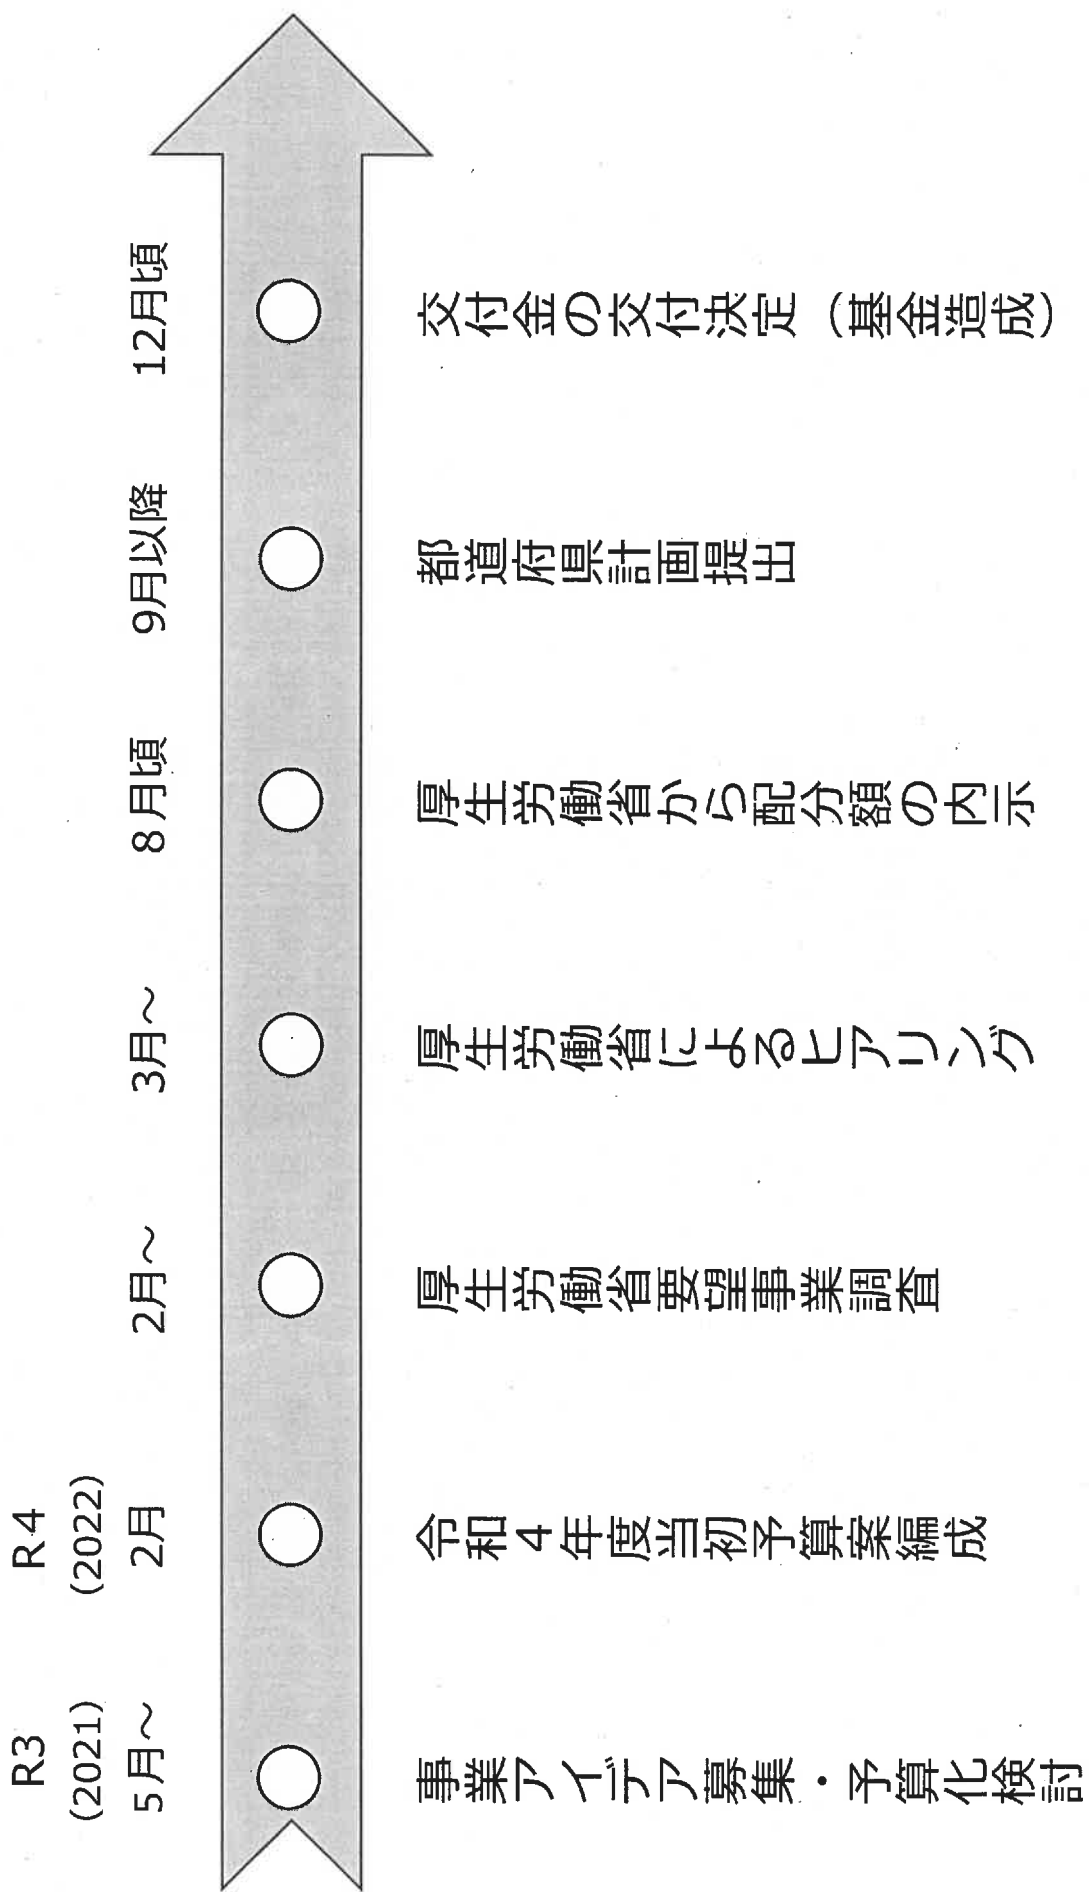 R3
(2021)
5月～
事業アイデア募集・予算化検討
R4
(2022)
2月
令和４年度当初予算案編成
2月～
厚生労働省要望事業調査
3月～
厚生労働省によるヒアリング
8月頃
厚生労働省から配分額の内示
9月以降
都道府県計画提出
12月頃
交付金の交付決定（基金造成）